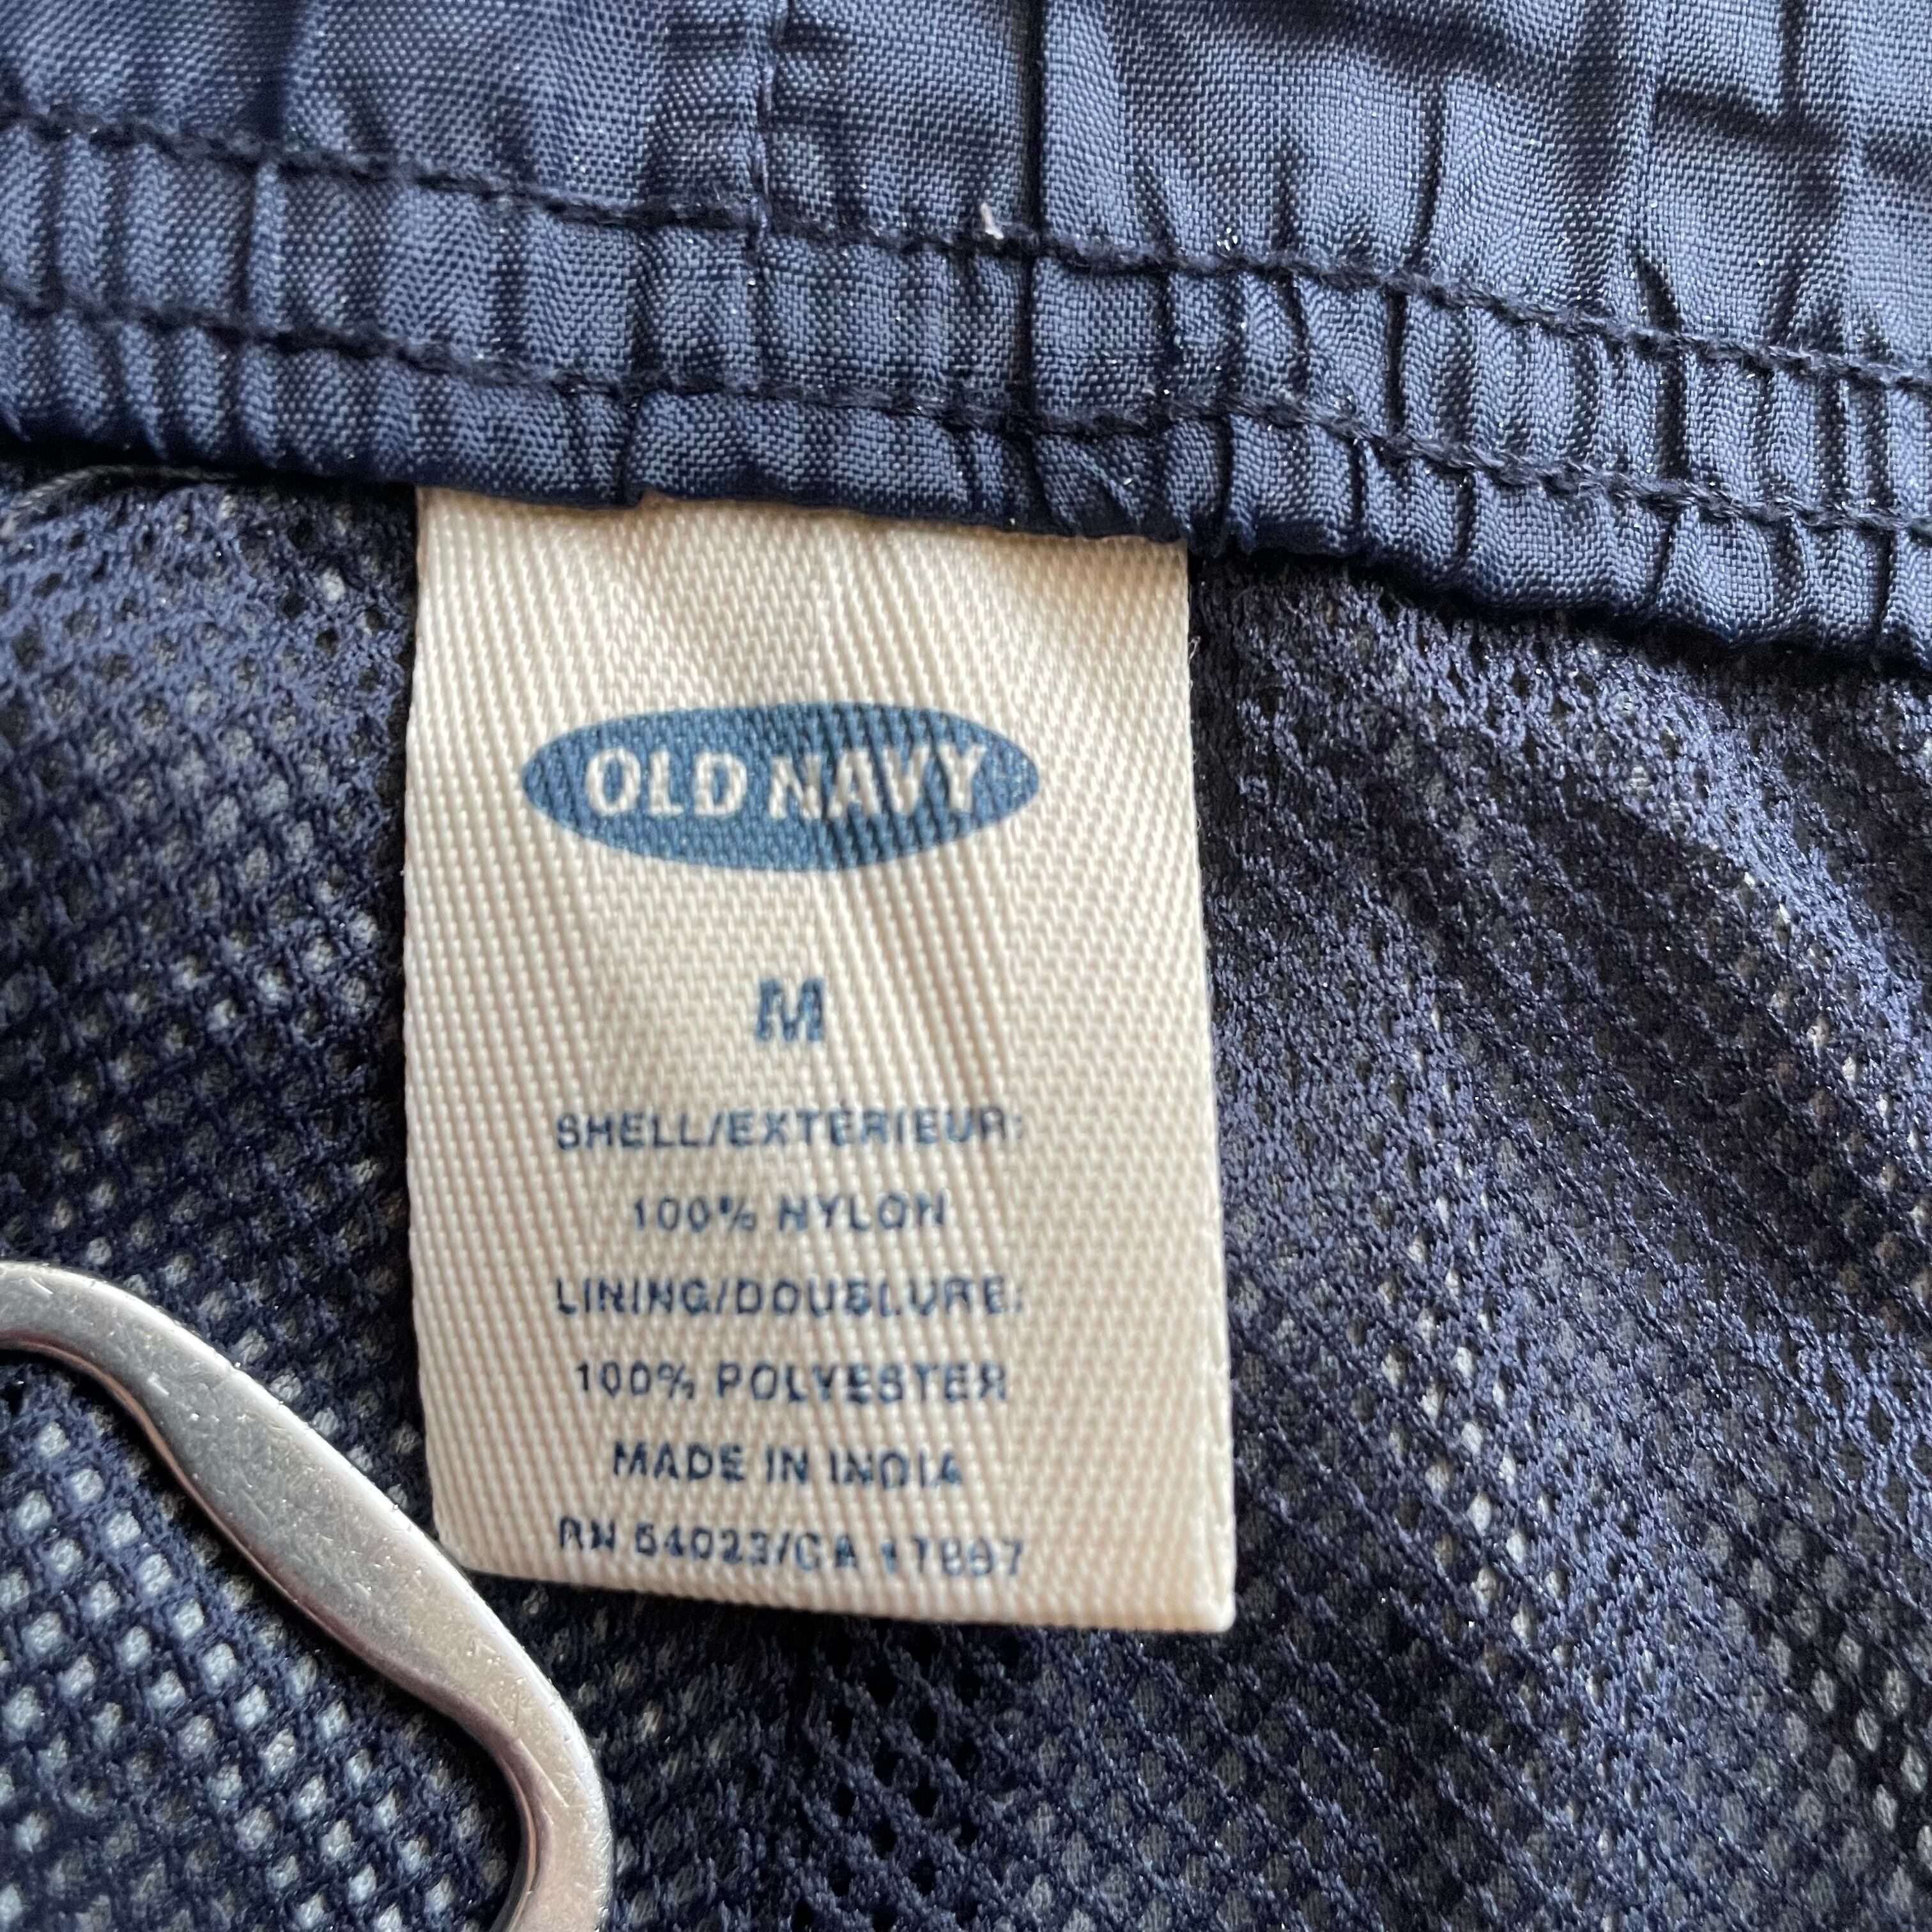 OLD NAVY
M
SHELL/EXTÉRIEUR:
100% NYLON
LINING/DOUBLURE:
100% POLYESTER
MADE IN INDIA
RN 54023/CA 17897